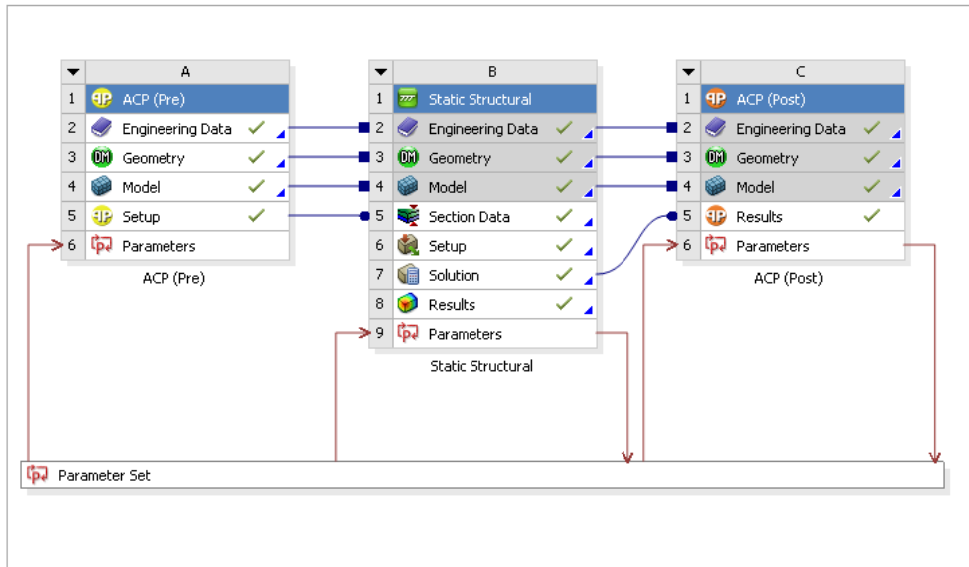 A
1 ACP (Pre)
2 Engineering Data
3 Geometry
4 Model
5 Setup
6 Parameters
ACP (Pre)
B
1 Static Structural
2 Engineering Data
3 Geometry
4 Model
5 Section Data
6 Setup
7 Solution
8 Results
9 Parameters
Static Structural
C
1 ACP (Post)
2 Engineering Data
3 Geometry
4 Model
5 Results
6 Parameters
ACP (Post)
Parameter Set